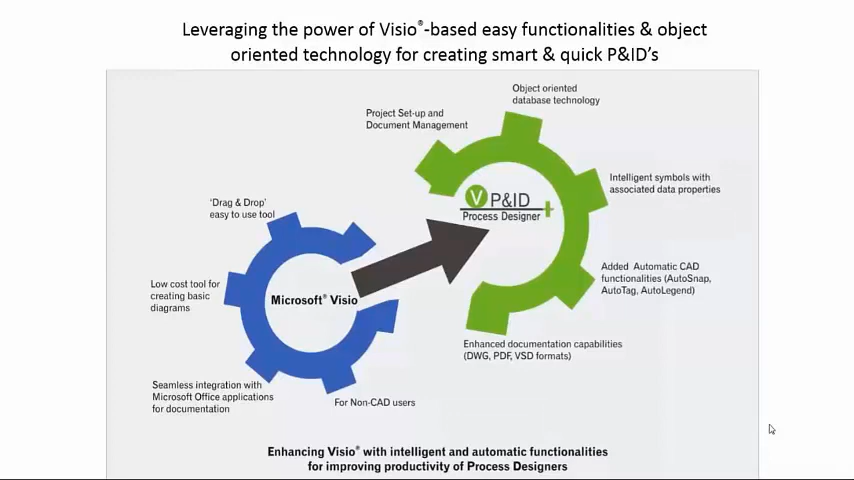 Leveraging the power of Visio®-based easy functionalities & object
oriented technology for creating smart & quick P&ID's
Object oriented
database technology
Project Set-up and
Document Management
Intelligent symbols with
associated data properties
V P&ID
Process Designer +
'Drag & Drop'
easy to use tool
Added Automatic CAD
functionalities (AutoSnap,
AutoTag, AutoLegend)
Low cost tool for
creating basic
diagrams
Microsoft® Visio
Enhanced documentation capabilities
(DWG, PDF, VSD formats)
Seamless integration with
Microsoft Office applications
for documentation
For Non-CAD users
Enhancing Visio® with intelligent and automatic functionalities
for improving productivity of Process Designers